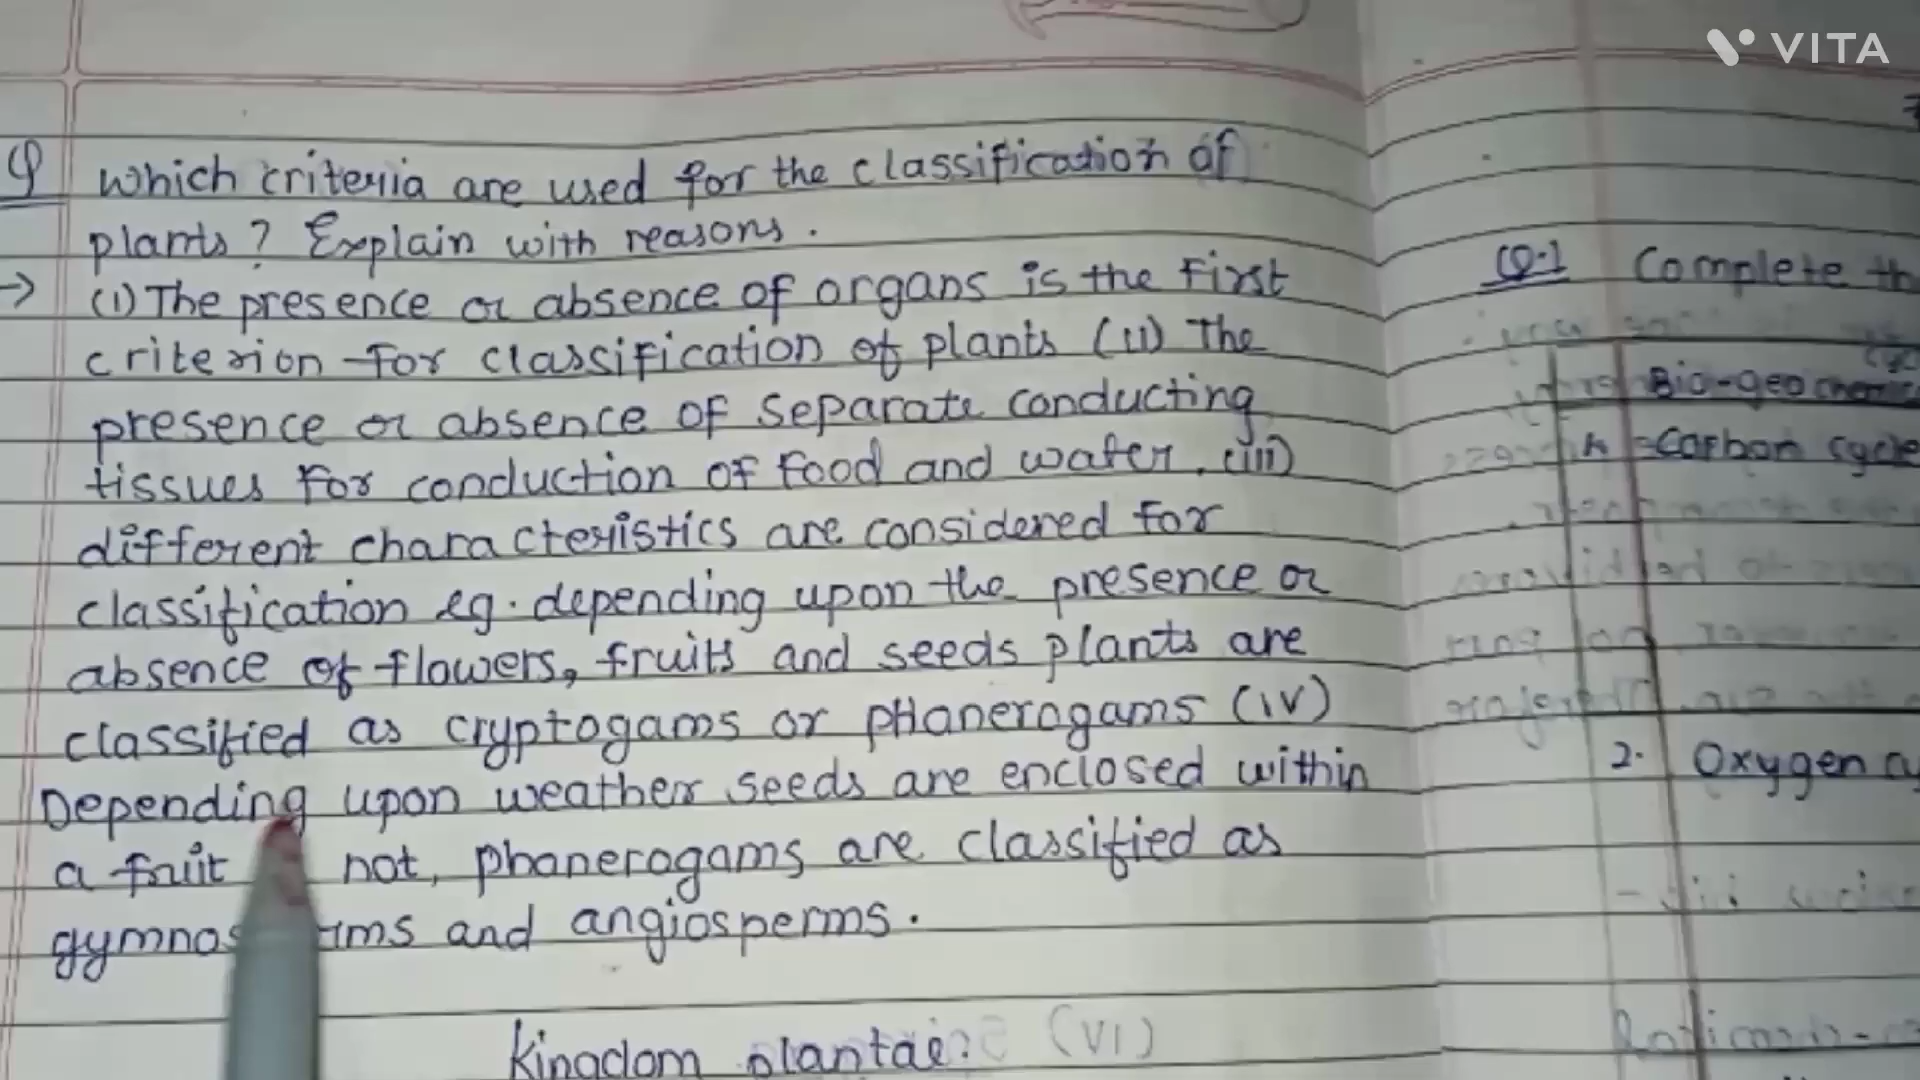 VITA
Q which criteria are used for the classification of
plants? Explain with reasons.
→ (i) The presence or absence of organs is the first
criterion for classification of plants (ii) The
presence or absence of separate conducting
tissues for conduction of food and water. (iii)
different characteristics are considered for
classification eg. depending upon the presence or
absence of flowers, fruits and seeds plants are
classified as cryptogams or pHanerogams (iv)
Depending upon weather seeds are enclosed within
a fruit not, phanerogams are classified as
and angiosperms.
Kingdom plantae: (VI)
Q.1 Complete
Bio-geo
Carbon cycle
2. Oxygen